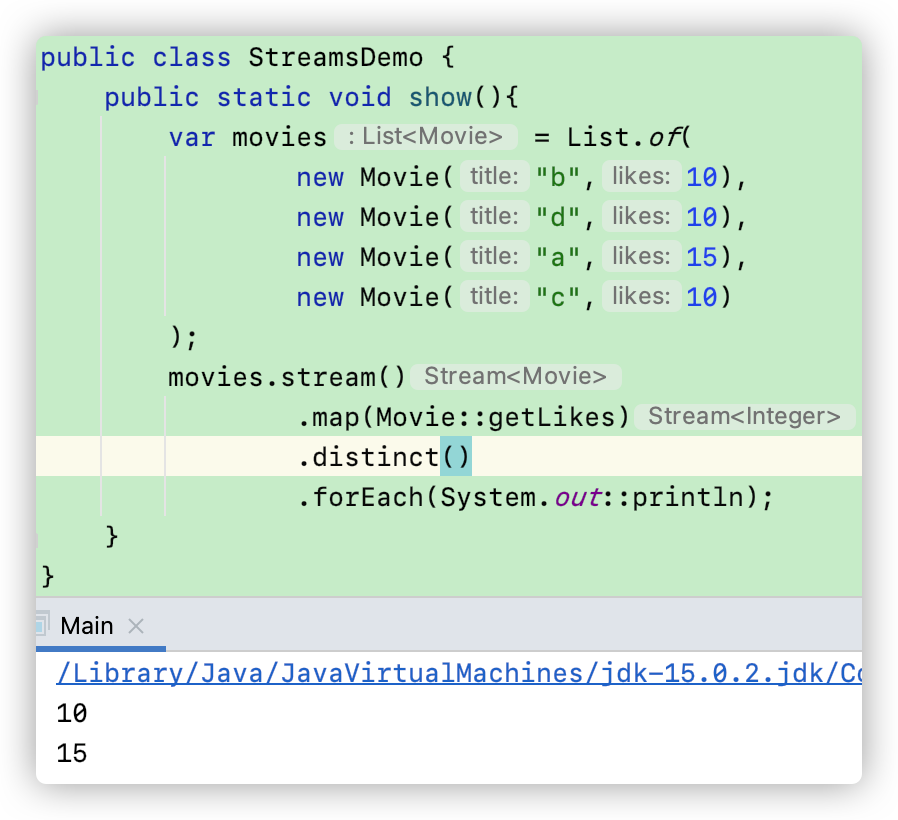 public class StreamsDemo {
public static void show(){
var movies : List<Movie> = List.of(
new Movie( title: "b", likes: 10),
new Movie( title: "d", likes: 10),
new Movie( title: "a", likes: 15),
new Movie( title: "c", likes: 10)
);
movies.stream() Stream<Movie>
.map(Movie::getLikes) Stream<Integer>
.distinct()
.forEach(System.out::println);
}
}
Main
/Library/Java/JavaVirtualMachines/jdk-15.0.2.jdk/Co
10
15